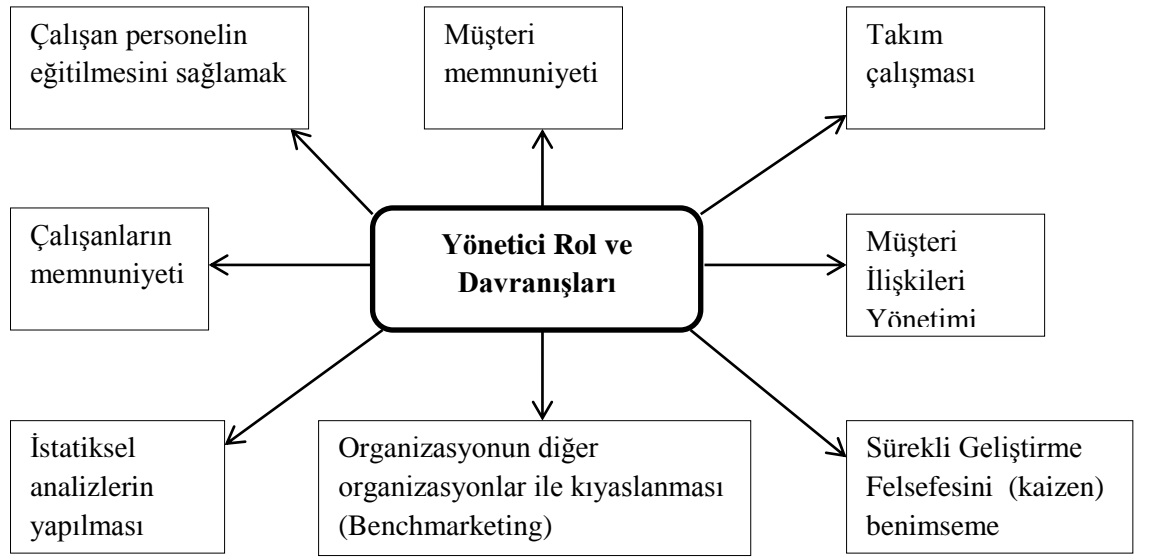 Çalışan personelin
eğitilmesini sağlamak
Müşteri
memnuniyeti
Takım
çalışması
Çalışanların
memnuniyeti
Yönetici Rol ve
Davranışları
Müşteri
İlişkileri
Yönetimi
İstatiksel
analizlerin
yapılması
Organizasyonun diğer
organizasyonlar ile kıyaslanması
(Benchmarketing)
Sürekli Geliştirme
Felsefesini (kaizen)
benimseme